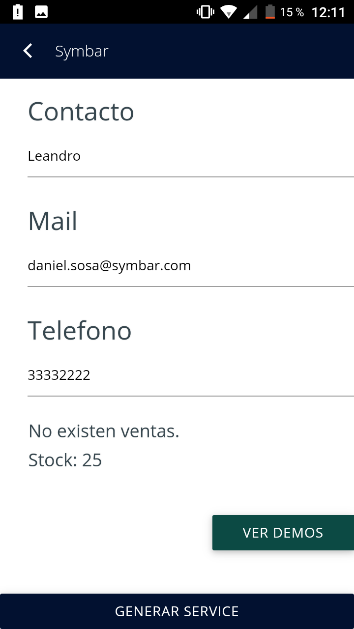 15 % 12:11
Symbar
Contacto
Leandro
Mail
daniel.sosa@symbar.com
Telefono
33332222
No existen ventas.
Stock: 25
VER DEMOS
GENERAR SERVICE